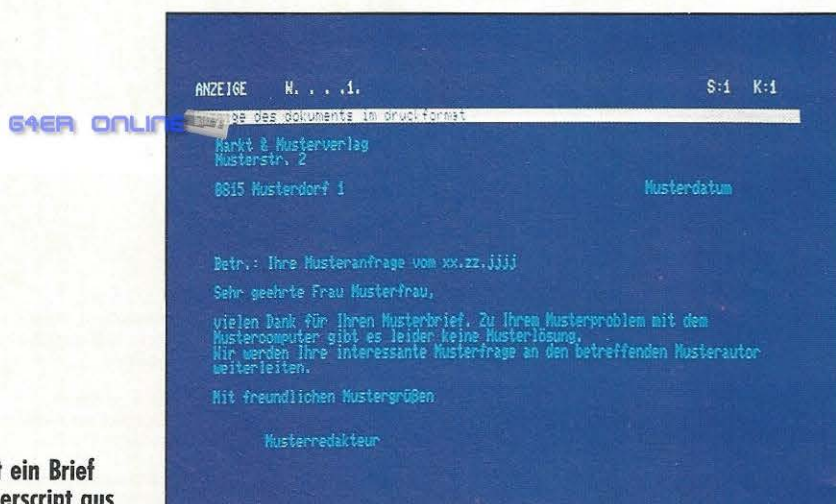 ANZEIGE W. . . .1. S:1 K:1
64ER ONLINE
des dokuments im druckformat
Markt & Musterverlag
Musterstr. 2
0815 Musterdorf 1 Musterdatum
Betr.: Ihre Musteranfrage vom xx.zz.jjjj
Sehr geehrte Frau Musterfrau,
vielen Dank für Ihren Musterbrief. Zu Ihrem Musterproblem mit dem
Mustercomputer gibt es leider keine Musterlösung.
Wir werden Ihre interessante Musterfrage an den betreffenden Musterautor
weiterleiten.
Mit freundlichen Mustergrüßen
Musterredakteur
t ein Brief
erscript aus